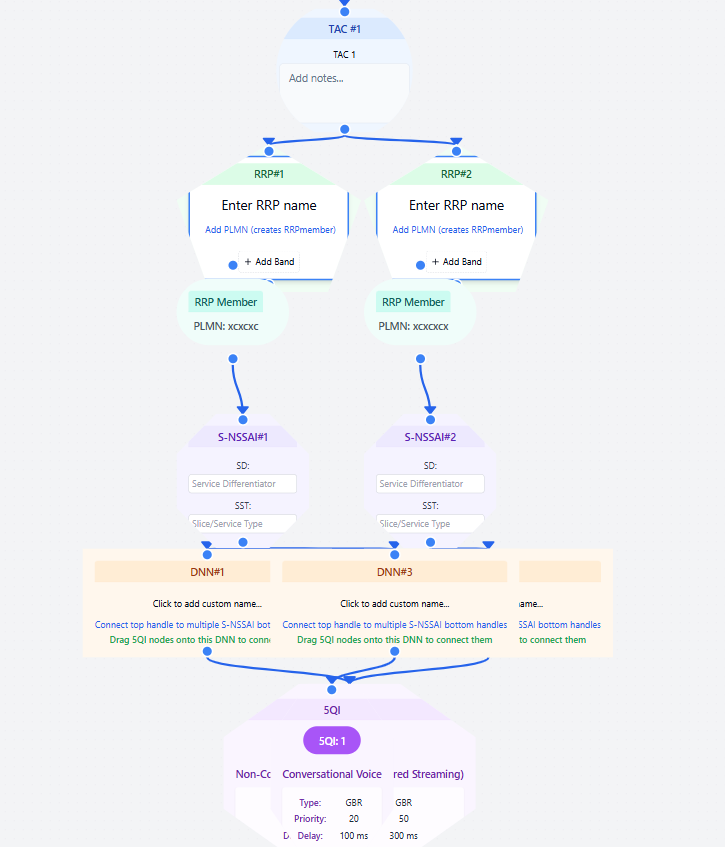 TAC #1
TAC 1
Add notes...
RRP#1
RRP#2
Enter RRP name
Enter RRP name
Add PLMN (creates RRPmember)
Add PLMN (creates RRPmember)
+ Add Band
+ Add Band
RRP Member
RRP Member
PLMN: xcxcxc
PLMN: xcxcxcx
S-NSSAI#1
S-NSSAI#2
SD:
SD:
Service Differentiator
Service Differentiator
SST:
SST:
Slice/Service Type
Slice/Service Type
DNN#1
DNN#3
Click to add custom name...
Click to add custom name...
ame...
Connect top handle to multiple S-NSSAI bot
Connect top handle to multiple S-NSSAI bottom handles
SSAI bottom handles
Drag 5QI nodes onto this DNN to conn
Drag 5QI nodes onto this DNN to connect them
to connect them
5QI
5QI: 1
Non-Co
Conversational Voice
red Streaming)
Type: GBR
GBR
Priority: 20
50
Delay: 100 ms
300 ms